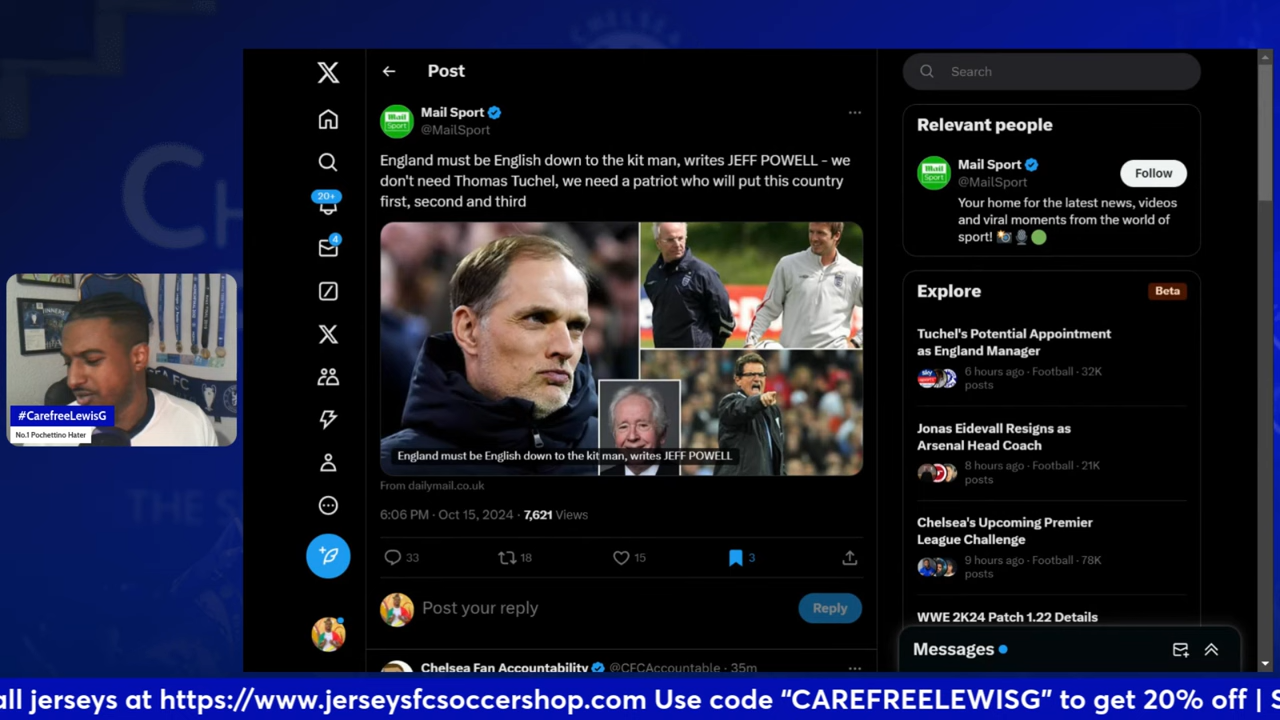 Post
Mail Sport
@MailSport
England must be English down to the kit man, writes JEFF POWELL - we
don't need Thomas Tuchel, we need a patriot who will put this country
first, second and third
England must be English down to the kit man, writes JEFF POWELL
From dailymail.co.uk
6:06 PM · Oct 15, 2024 · 7,621 Views
33
18
15
3
Post your reply
Reply
Chelsea Fan Accountability @CFCAccountable · 35m
20+
4
Search
Relevant people
Mail Sport
@MailSport
Follow
Your home for the latest news, videos
and viral moments from the world of
sport!
Explore
Beta
Tuchel's Potential Appointment
as England Manager
6 hours ago · Football · 32K
posts
Jonas Eidevall Resigns as
Arsenal Head Coach
8 hours ago · Football · 21K
posts
Chelsea's Upcoming Premier
League Challenge
9 hours ago · Football · 78K
posts
WWE 2K24 Patch 1.22 Details
Messages
#CarefreeLewisG
No.1 Pochettino Hater
CH
THE S
all jerseys at https://www.jerseysfcsoccershop.com Use code “CAREFREELEWISG” to get 20% off | S